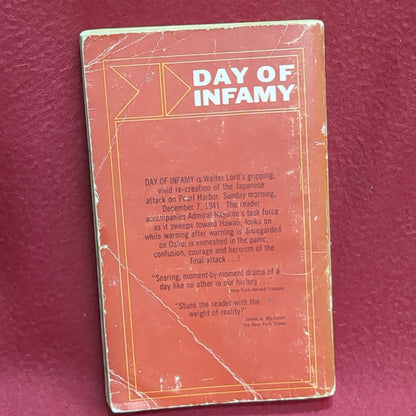 DAY OF
INFAMY
DAY OF INFAMY is Walter Lord's gripping,
vivid re-creation of the Japanese
attack on Pearl Harbor, Sunday morning,
December 7, 1941. The reader
accompanies Admiral Nagumo's task force
as it sweeps toward Hawaii, looks on
while warning after warning is disregarded
on Oahu, is enmeshed in the panic,
confusion, courage and heroism of the
final attack . . . !
"Searing, moment-by-moment drama of a
day like no other in our history . . ."
New York Herald Tribune
"Stuns the reader with the
weight of reality!"
James A.
The New York Times